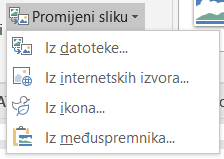 Promijeni sliku
Iz datoteke...
Iz internetskih izvora...
Iz ikona...
Iz međuspremnika...